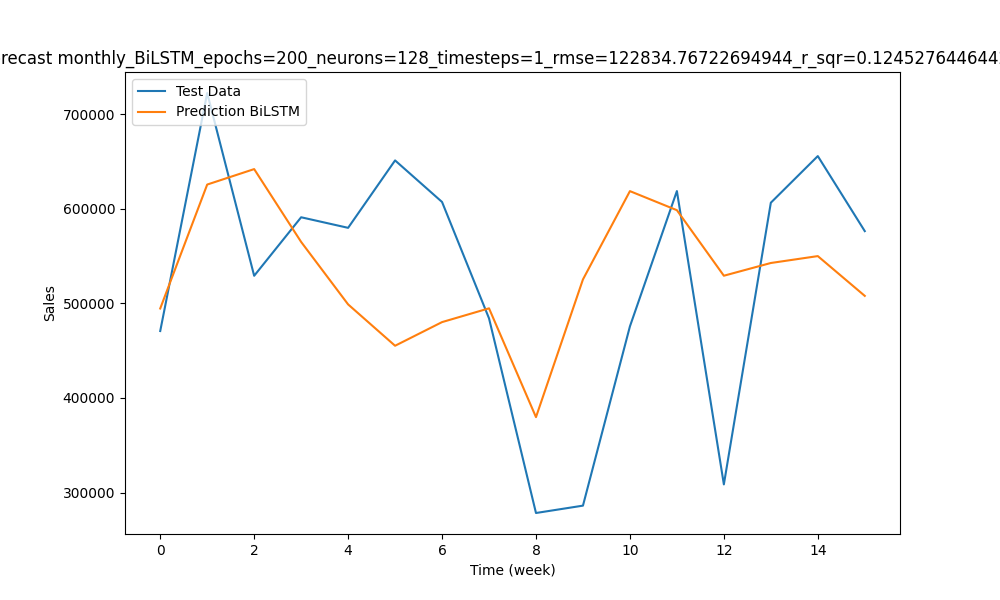 recast monthly_BiLSTM_epochs=200_neurons=128_timesteps=1_rmse=122834.76722694944_r_sqr=0.124527644644
Test Data
Prediction BiLSTM
700000
600000
500000
400000
300000
Sales
0 2 4 6 8 10 12 14
Time (week)